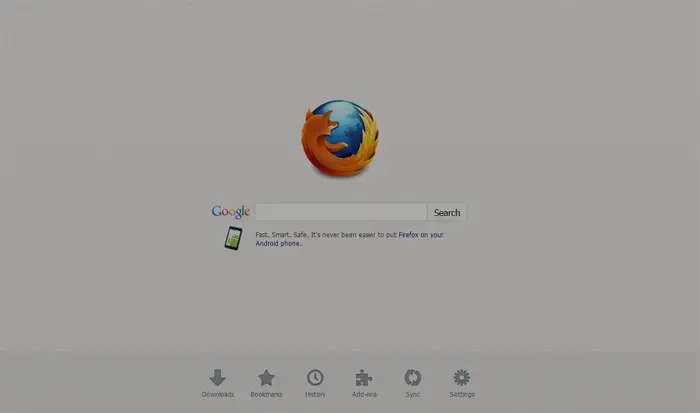 Google Search
Fast. Smart. Safe. It's never been easier to put Firefox on your
Android phone.
Downloads Bookmarks History Add-ons Sync Settings